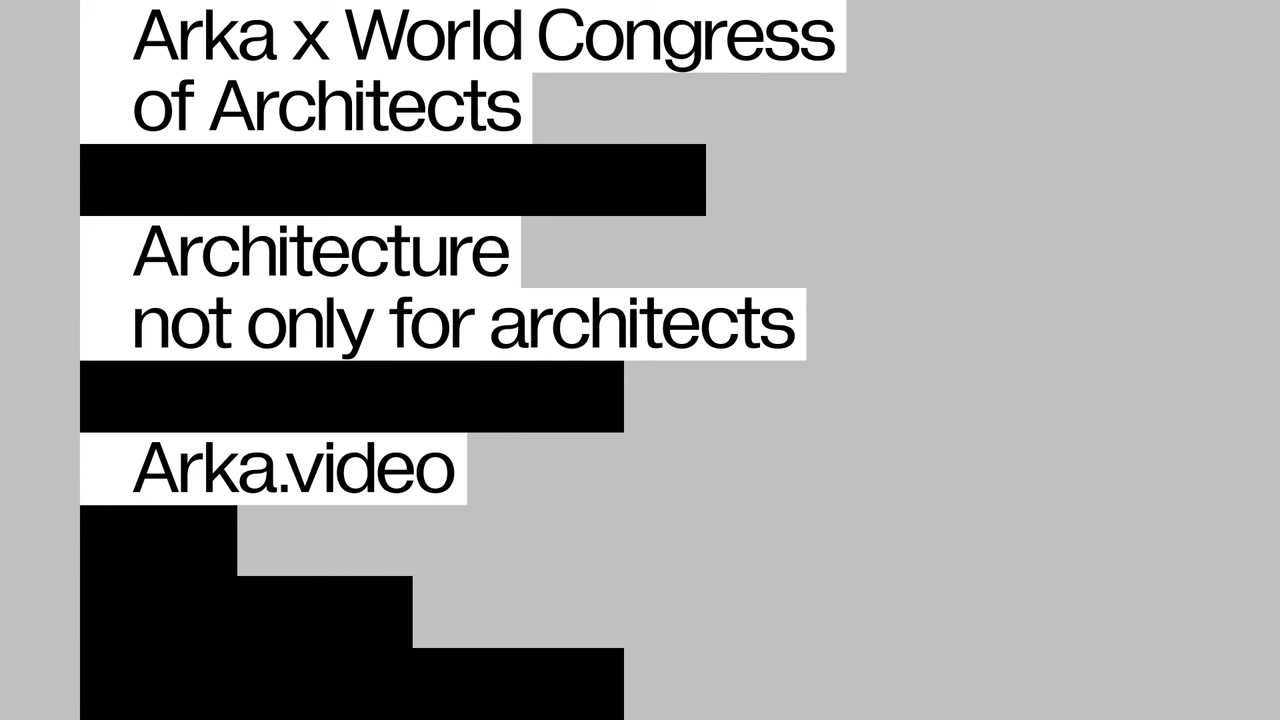 Arka x World Congress
of Architects
Architecture
not only for architects
Arka.video